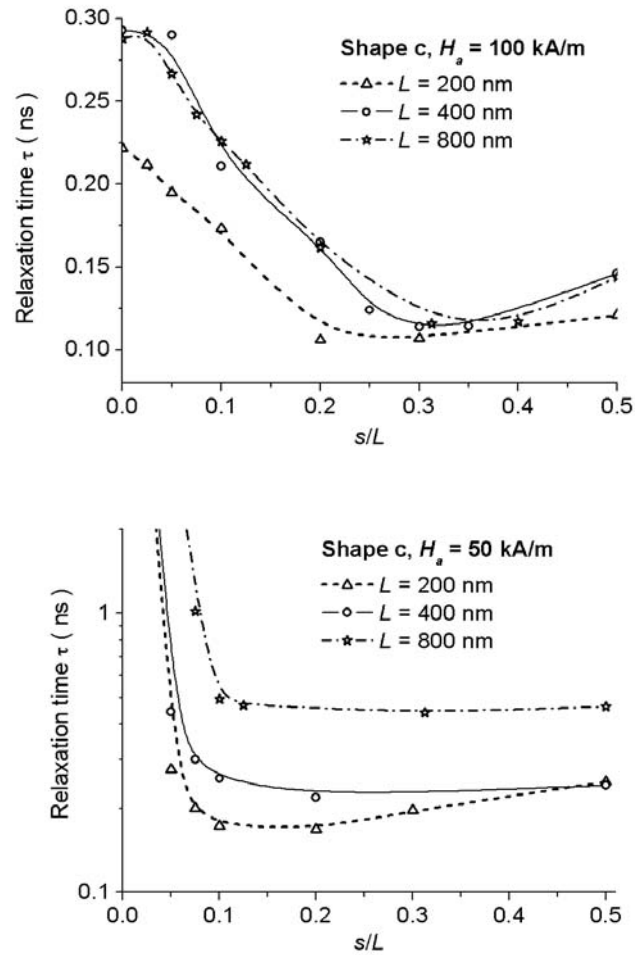 0.30
0.25
0.20
0.15
0.10
Relaxation time τ ( ns )
Shape c, Ha = 100 kA/m
L = 200 nm
L = 400 nm
L = 800 nm
0.0 0.1 0.2 0.3 0.4 0.5
s/L
1
0.1
Relaxation time τ ( ns )
Shape c, Ha = 50 kA/m
L = 200 nm
L = 400 nm
L = 800 nm
0.0 0.1 0.2 0.3 0.4 0.5
s/L